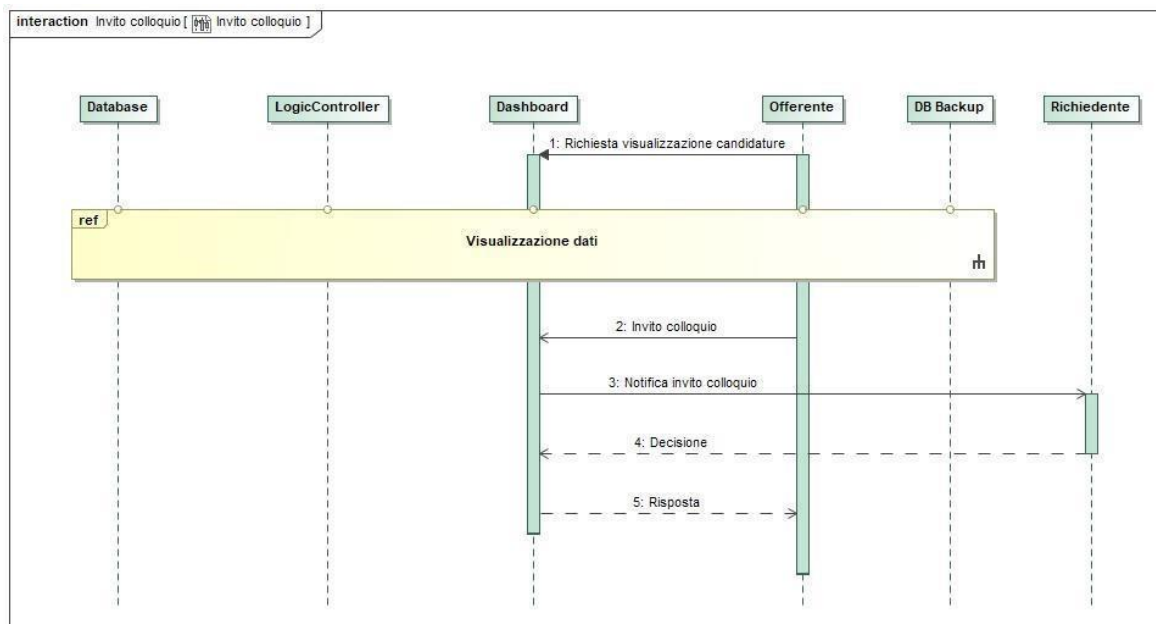 interaction Invito colloquio [ Invito colloquio ]
Database LogicController Dashboard Offerente DB Backup Richiedente
1: Richiesta visualizzazione candidature
ref
Visualizzazione dati
2: Invito colloquio
3: Notifica invito colloquio
4: Decisione
5: Risposta